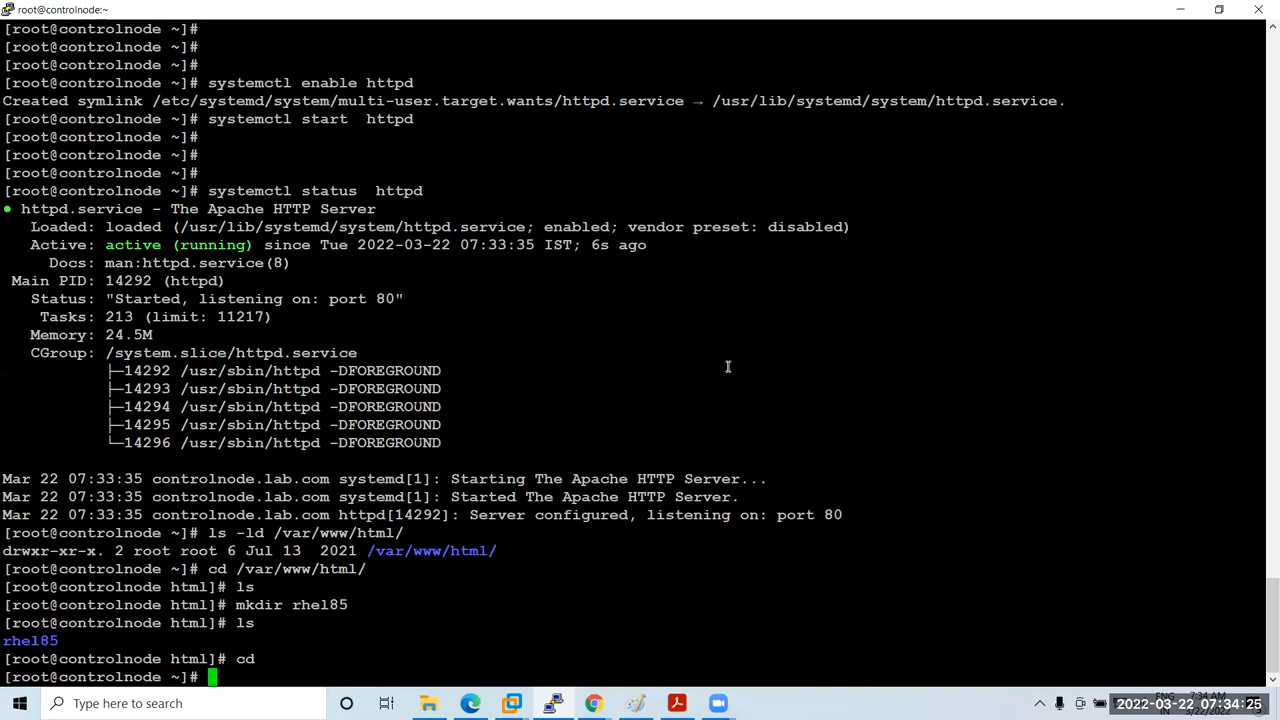 root@controlnode:~
[root@controlnode ~]#
[root@controlnode ~]#
[root@controlnode ~]#
[root@controlnode ~]# systemctl enable httpd
Created symlink /etc/systemd/system/multi-user.target.wants/httpd.service → /usr/lib/systemd/system/httpd.service.
[root@controlnode ~]# systemctl start  httpd
[root@controlnode ~]#
[root@controlnode ~]#
[root@controlnode ~]#
[root@controlnode ~]# systemctl status  httpd
● httpd.service - The Apache HTTP Server
   Loaded: loaded (/usr/lib/systemd/system/httpd.service; enabled; vendor preset: disabled)
   Active: active (running) since Tue 2022-03-22 07:33:35 IST; 6s ago
     Docs: man:httpd.service(8)
 Main PID: 14292 (httpd)
   Status: "Started, listening on: port 80"
    Tasks: 213 (limit: 11217)
   Memory: 24.5M
   CGroup: /system.slice/httpd.service
           ├─14292 /usr/sbin/httpd -DFOREGROUND
           ├─14293 /usr/sbin/httpd -DFOREGROUND
           ├─14294 /usr/sbin/httpd -DFOREGROUND
           ├─14295 /usr/sbin/httpd -DFOREGROUND
           └─14296 /usr/sbin/httpd -DFOREGROUND
Mar 22 07:33:35 controlnode.lab.com systemd[1]: Starting The Apache HTTP Server...
Mar 22 07:33:35 controlnode.lab.com systemd[1]: Started The Apache HTTP Server.
Mar 22 07:33:35 controlnode.lab.com httpd[14292]: Server configured, listening on: port 80
[root@controlnode ~]# ls -ld /var/www/html/
drwxr-xr-x. 2 root root 6 Jul 13  2021 /var/www/html/
[root@controlnode ~]# cd /var/www/html/
[root@controlnode html]# ls
[root@controlnode html]# mkdir rhel85
[root@controlnode html]# ls
rhel85
[root@controlnode html]# cd
[root@controlnode ~]#
Type here to search
ENG
7:34 AM
2022-03-22 07:34:25